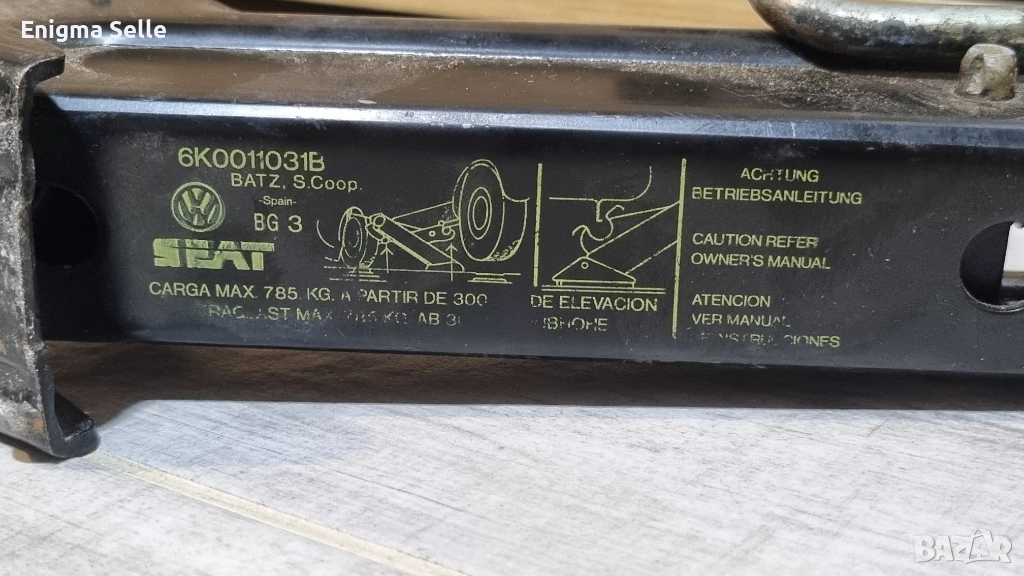 Enigma Selle
6K0011031B
BATZ, S.Coop.
-Spain-
BG 3
SEAT
CARGA MAX. 785 KG. A PARTIR DE 300 DE ELEVACION
AB
ACHTUNG
BETRIEBSANLEITUNG
CAUTION REFER
OWNER'S MANUAL
ATENCION
VER MANUAL
BAZAR